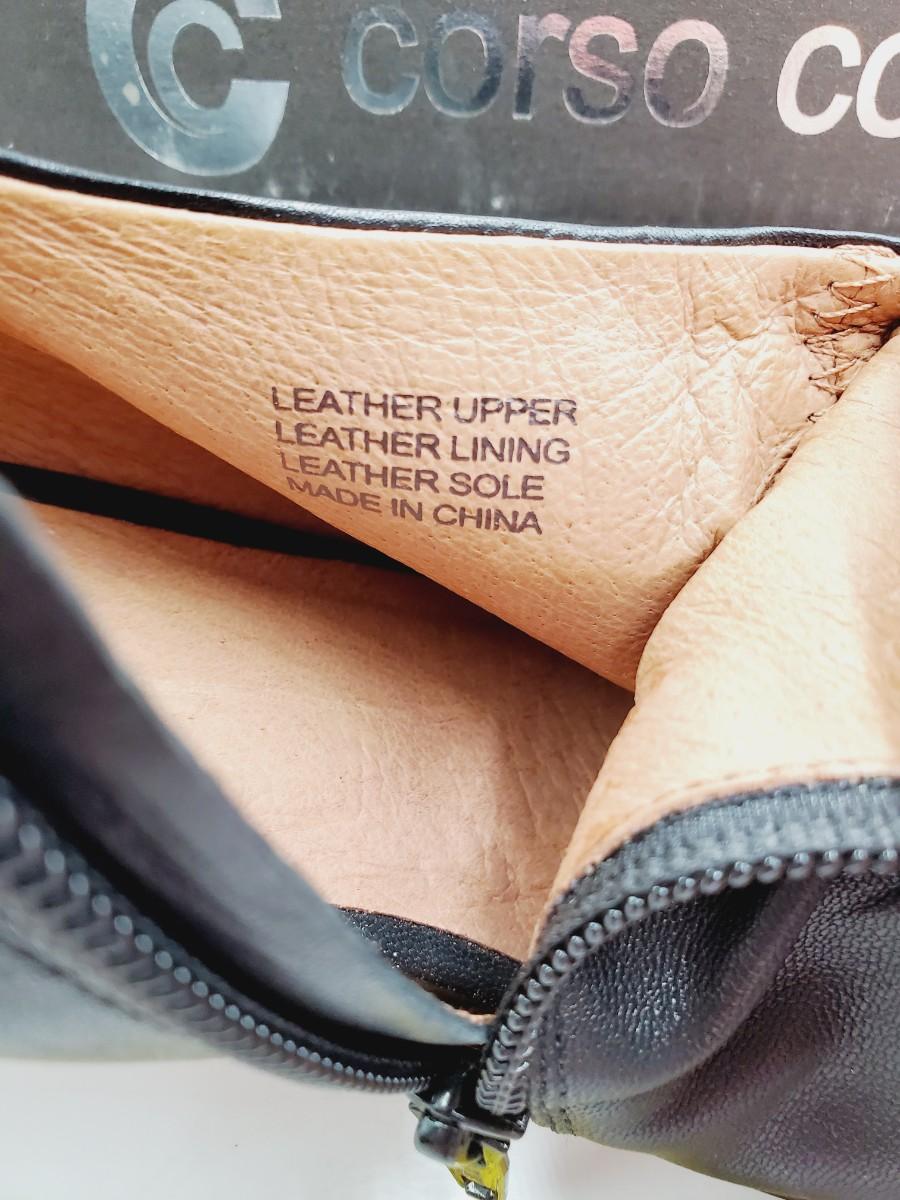 corso co
LEATHER UPPER
LEATHER LINING
LEATHER SOLE
MADE IN CHINA